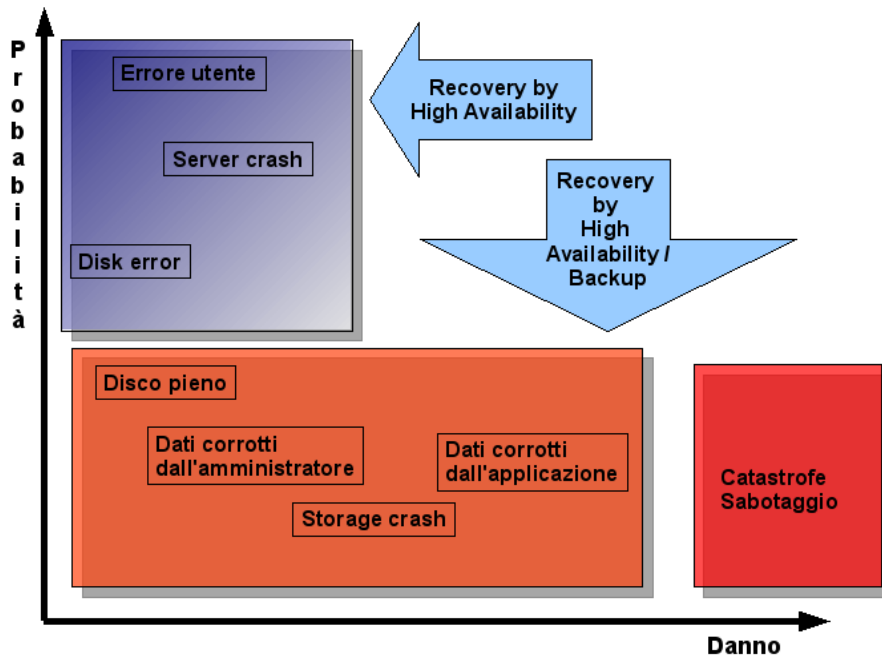 Probabilità
Errore utente
Server crash
Disk error
Recovery by
High Availability
Recovery
by
High
Availability /
Backup
Disco pieno
Dati corrotti
dall'amministratore
Dati corrotti
dall'applicazione
Storage crash
Catastrofe
Sabotaggio
Danno